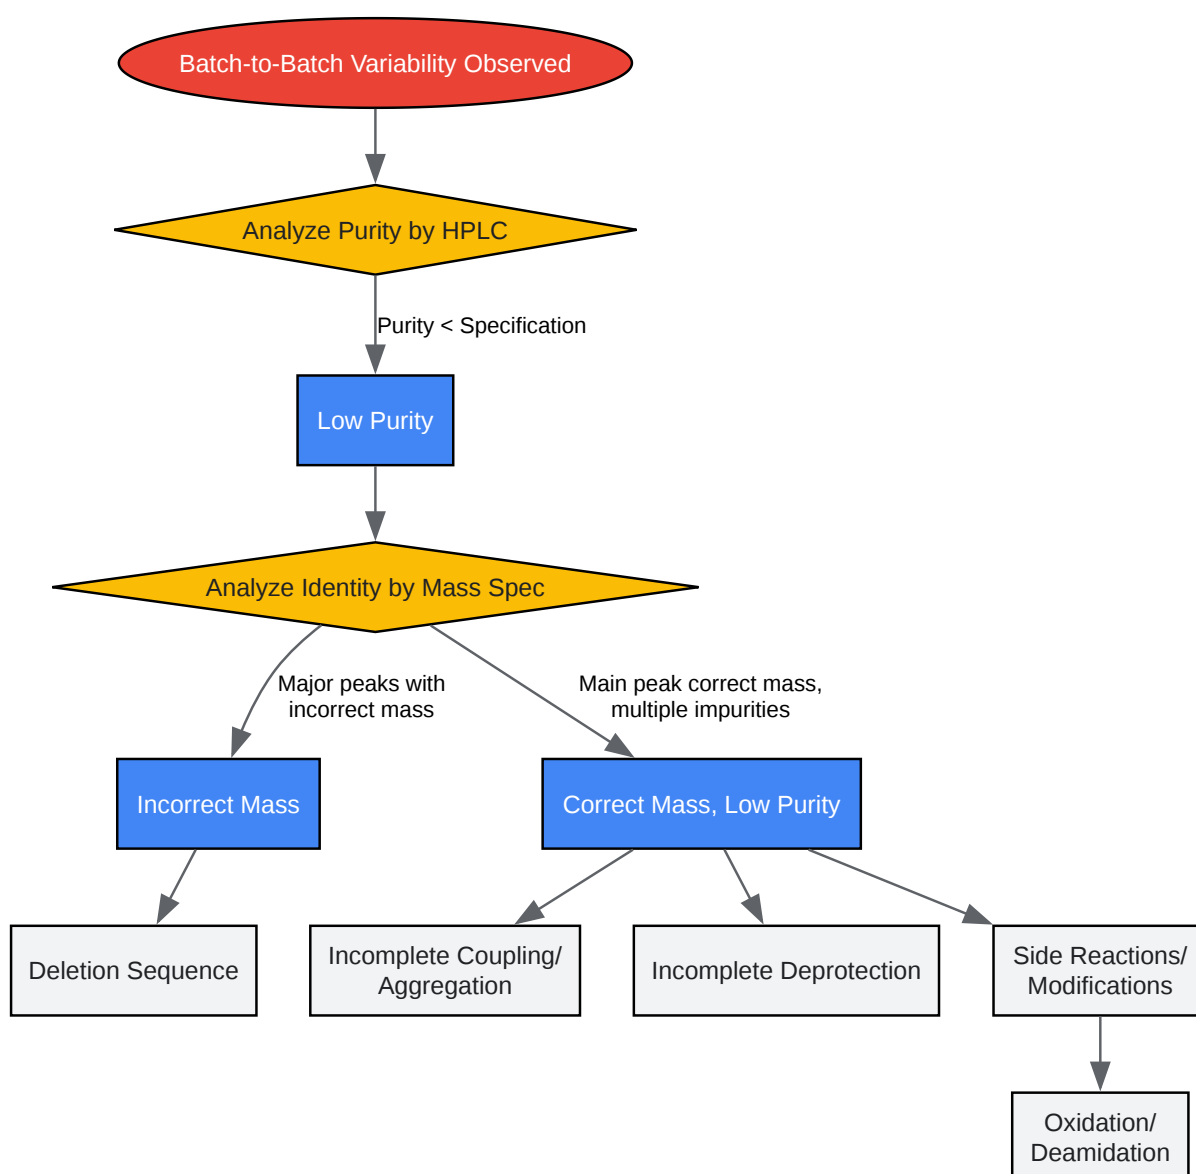 Batch-to-Batch Variability Observed
Analyze Purity by HPLC
Purity < Specification
Low Purity
Analyze Identity by Mass Spec
Major peaks with
incorrect mass
Main peak correct mass,
multiple impurities
Incorrect Mass
Correct Mass, Low Purity
Deletion Sequence
Incomplete Coupling/
Aggregation
Incomplete Deprotection
Side Reactions/
Modifications
Oxidation/
Deamidation